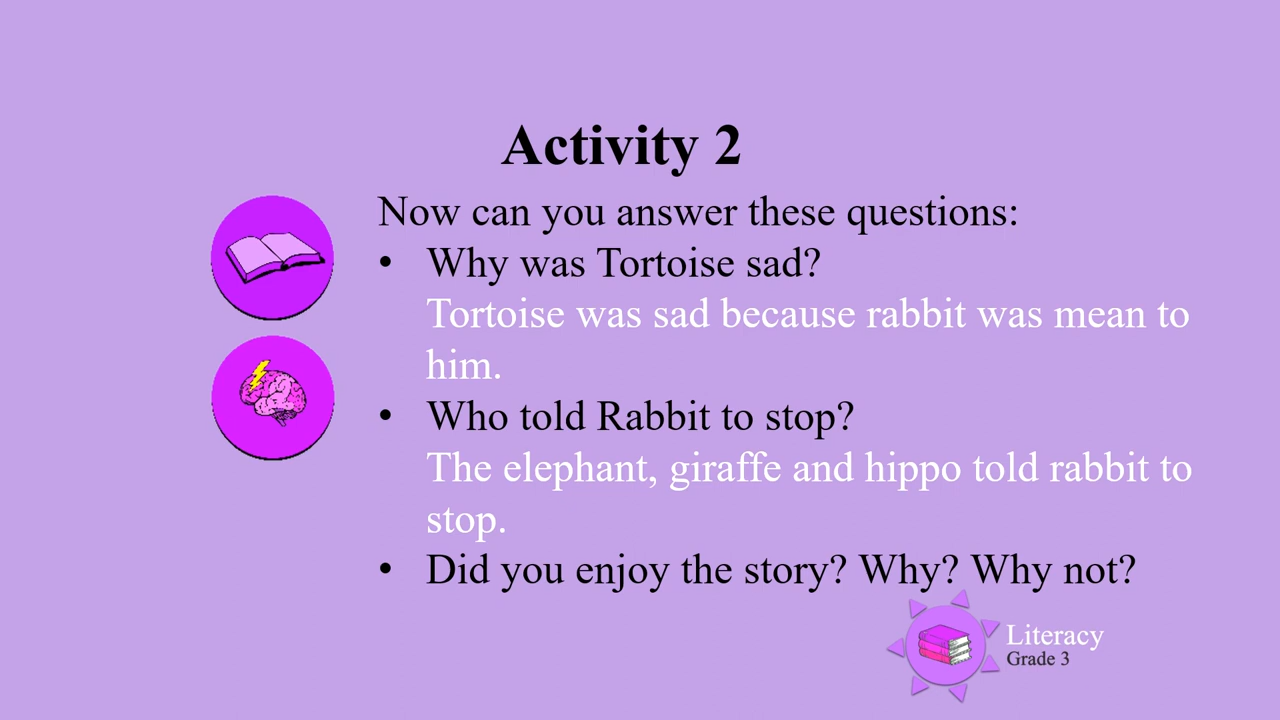 Activity 2
Now can you answer these questions:
• Why was Tortoise sad?
Tortoise was sad because rabbit was mean to
him.
• Who told Rabbit to stop?
The elephant, giraffe and hippo told rabbit to
stop.
• Did you enjoy the story? Why? Why not?
Literacy
Grade 3